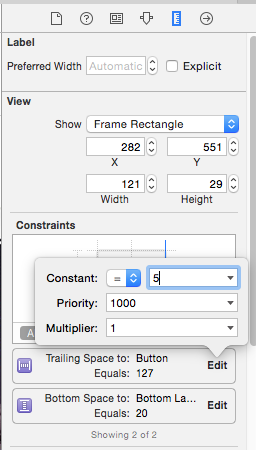 Label
Preferred Width Automatic Explicit
View
Show Frame Rectangle
282 551
X Y
121 29
Width Height
Constraints
Constant: = 5
Priority: 1000
Multiplier: 1
A
Trailing Space to: Button
Equals: 127
Edit
Bottom Space to: Bottom La...
Equals: 20
Edit
Showing 2 of 2